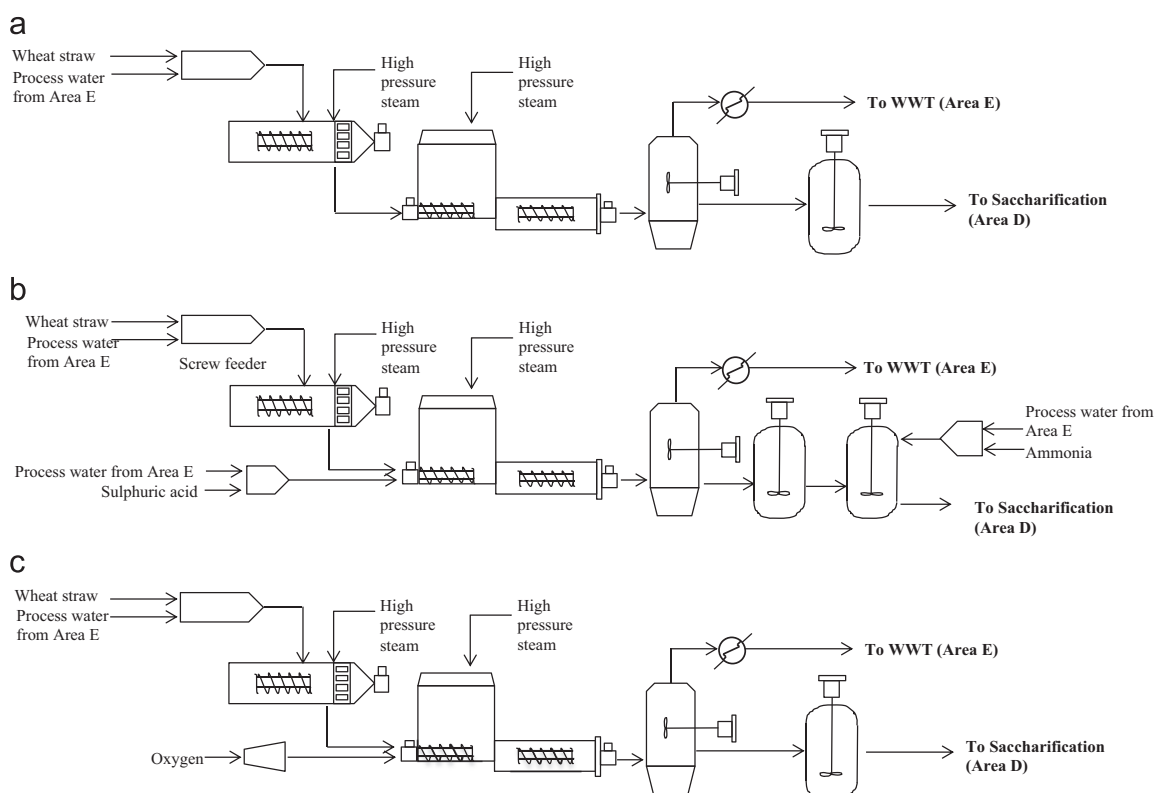 a
Wheat straw
Process water
from Area E
High
pressure
steam
High
pressure
steam
To WWT (Area E)
To Saccharification
(Area D)
b
Wheat straw
Process water
from Area E
Screw feeder
High
pressure
steam
High
pressure
steam
To WWT (Area E)
Process water from
Area E
Ammonia
Process water from Area E
Sulphuric acid
To Saccharification
(Area D)
c
Wheat straw
Process water
from Area E
High
pressure
steam
High
pressure
steam
To WWT (Area E)
Oxygen
To Saccharification
(Area D)